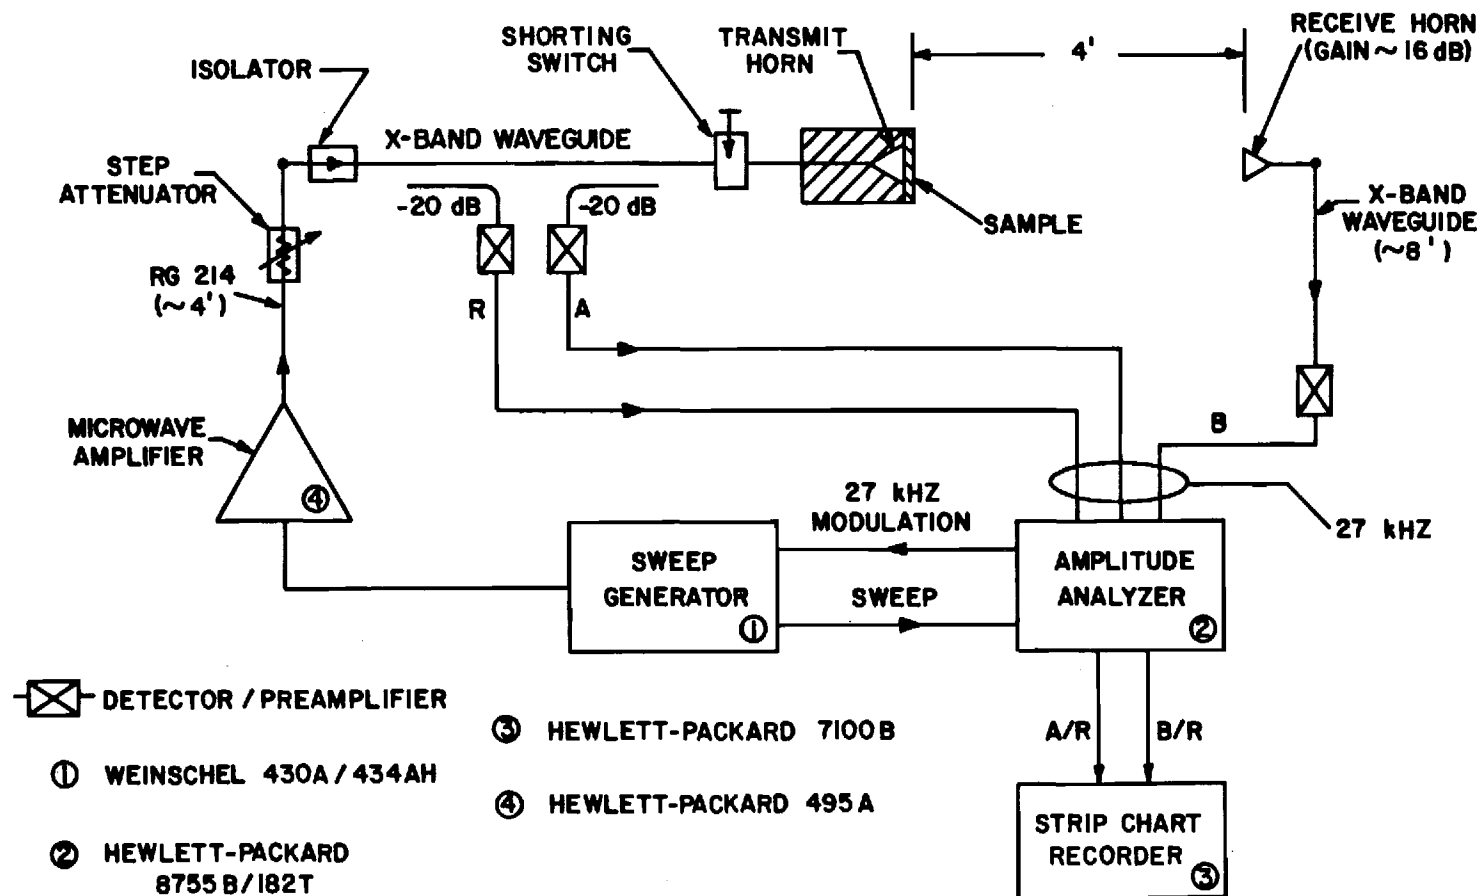 SHORTING
SWITCH
TRANSMIT
HORN
4'
RECEIVE HORN
(GAIN ~ 16 dB)
ISOLATOR
X-BAND WAVEGUIDE
STEP
ATTENUATOR
-20 dB
-20 dB
SAMPLE
X-BAND
WAVEGUIDE
(~8')
RG 214
(~4')
R
A
MICROWAVE
AMPLIFIER
④
B
27 kHZ
MODULATION
27 kHZ
SWEEP
GENERATOR
①
SWEEP
AMPLITUDE
ANALYZER
②
DETECTOR / PREAMPLIFIER
① WEINSCHEL 430A / 434AH
② HEWLETT-PACKARD
8755 B / 182T
③ HEWLETT-PACKARD 7100 B
④ HEWLETT-PACKARD 495A
A/R
B/R
STRIP CHART
RECORDER
③